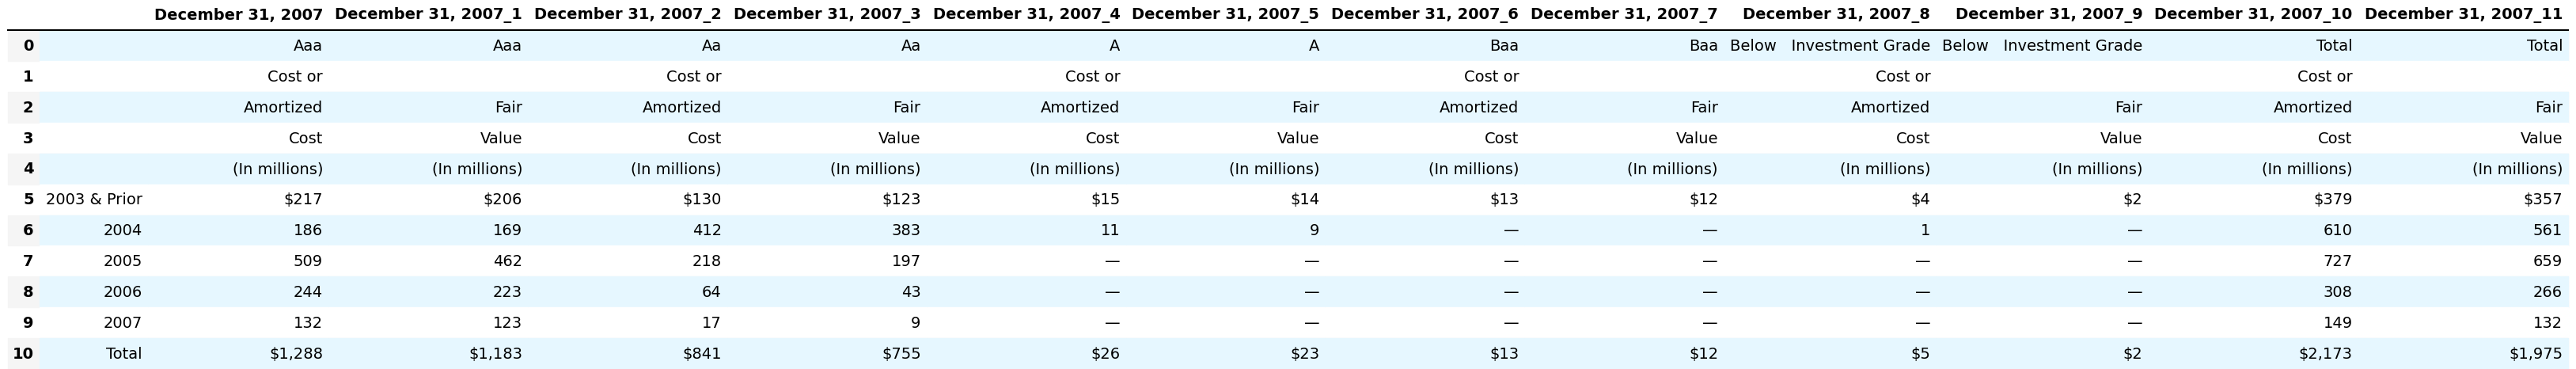 December 31, 2007 December 31, 2007_1 December 31, 2007_2 December 31, 2007_3 December 31, 2007_4 December 31, 2007_5 December 31, 2007_6 December 31, 2007_7 December 31, 2007_8 December 31, 2007_9 December 31, 2007_10 December 31, 2007_11
0 Aaa Aaa Aa Aa A A Baa Baa Below Investment Grade Below Investment Grade Total Total
1 Cost or Cost or Cost or Cost or Cost or Cost or
2 Amortized Fair Amortized Fair Amortized Fair Amortized Fair Amortized Fair Amortized Fair
3 Cost Value Cost Value Cost Value Cost Value Cost Value Cost Value
4 (In millions) (In millions) (In millions) (In millions) (In millions) (In millions) (In millions) (In millions) (In millions) (In millions) (In millions) (In millions)
5 2003 & Prior $217 $206 $130 $123 $15 $14 $13 $12 $4 $2 $379 $357
6 2004 186 169 412 383 11 9 — — 1 — 610 561
7 2005 509 462 218 197 — — — — — — 727 659
8 2006 244 223 64 43 — — — — — — 308 266
9 2007 132 123 17 9 — — — — — — 149 132
10 Total $1,288 $1,183 $841 $755 $26 $23 $13 $12 $5 $2 $2,173 $1,975